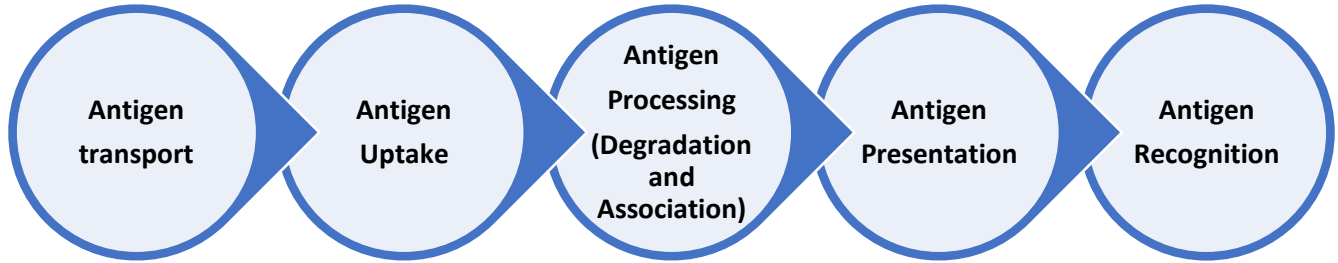 Antigen
transport
Antigen
Uptake
Antigen
Processing
(Degradation
and
Association)
Antigen
Presentation
Antigen
Recognition